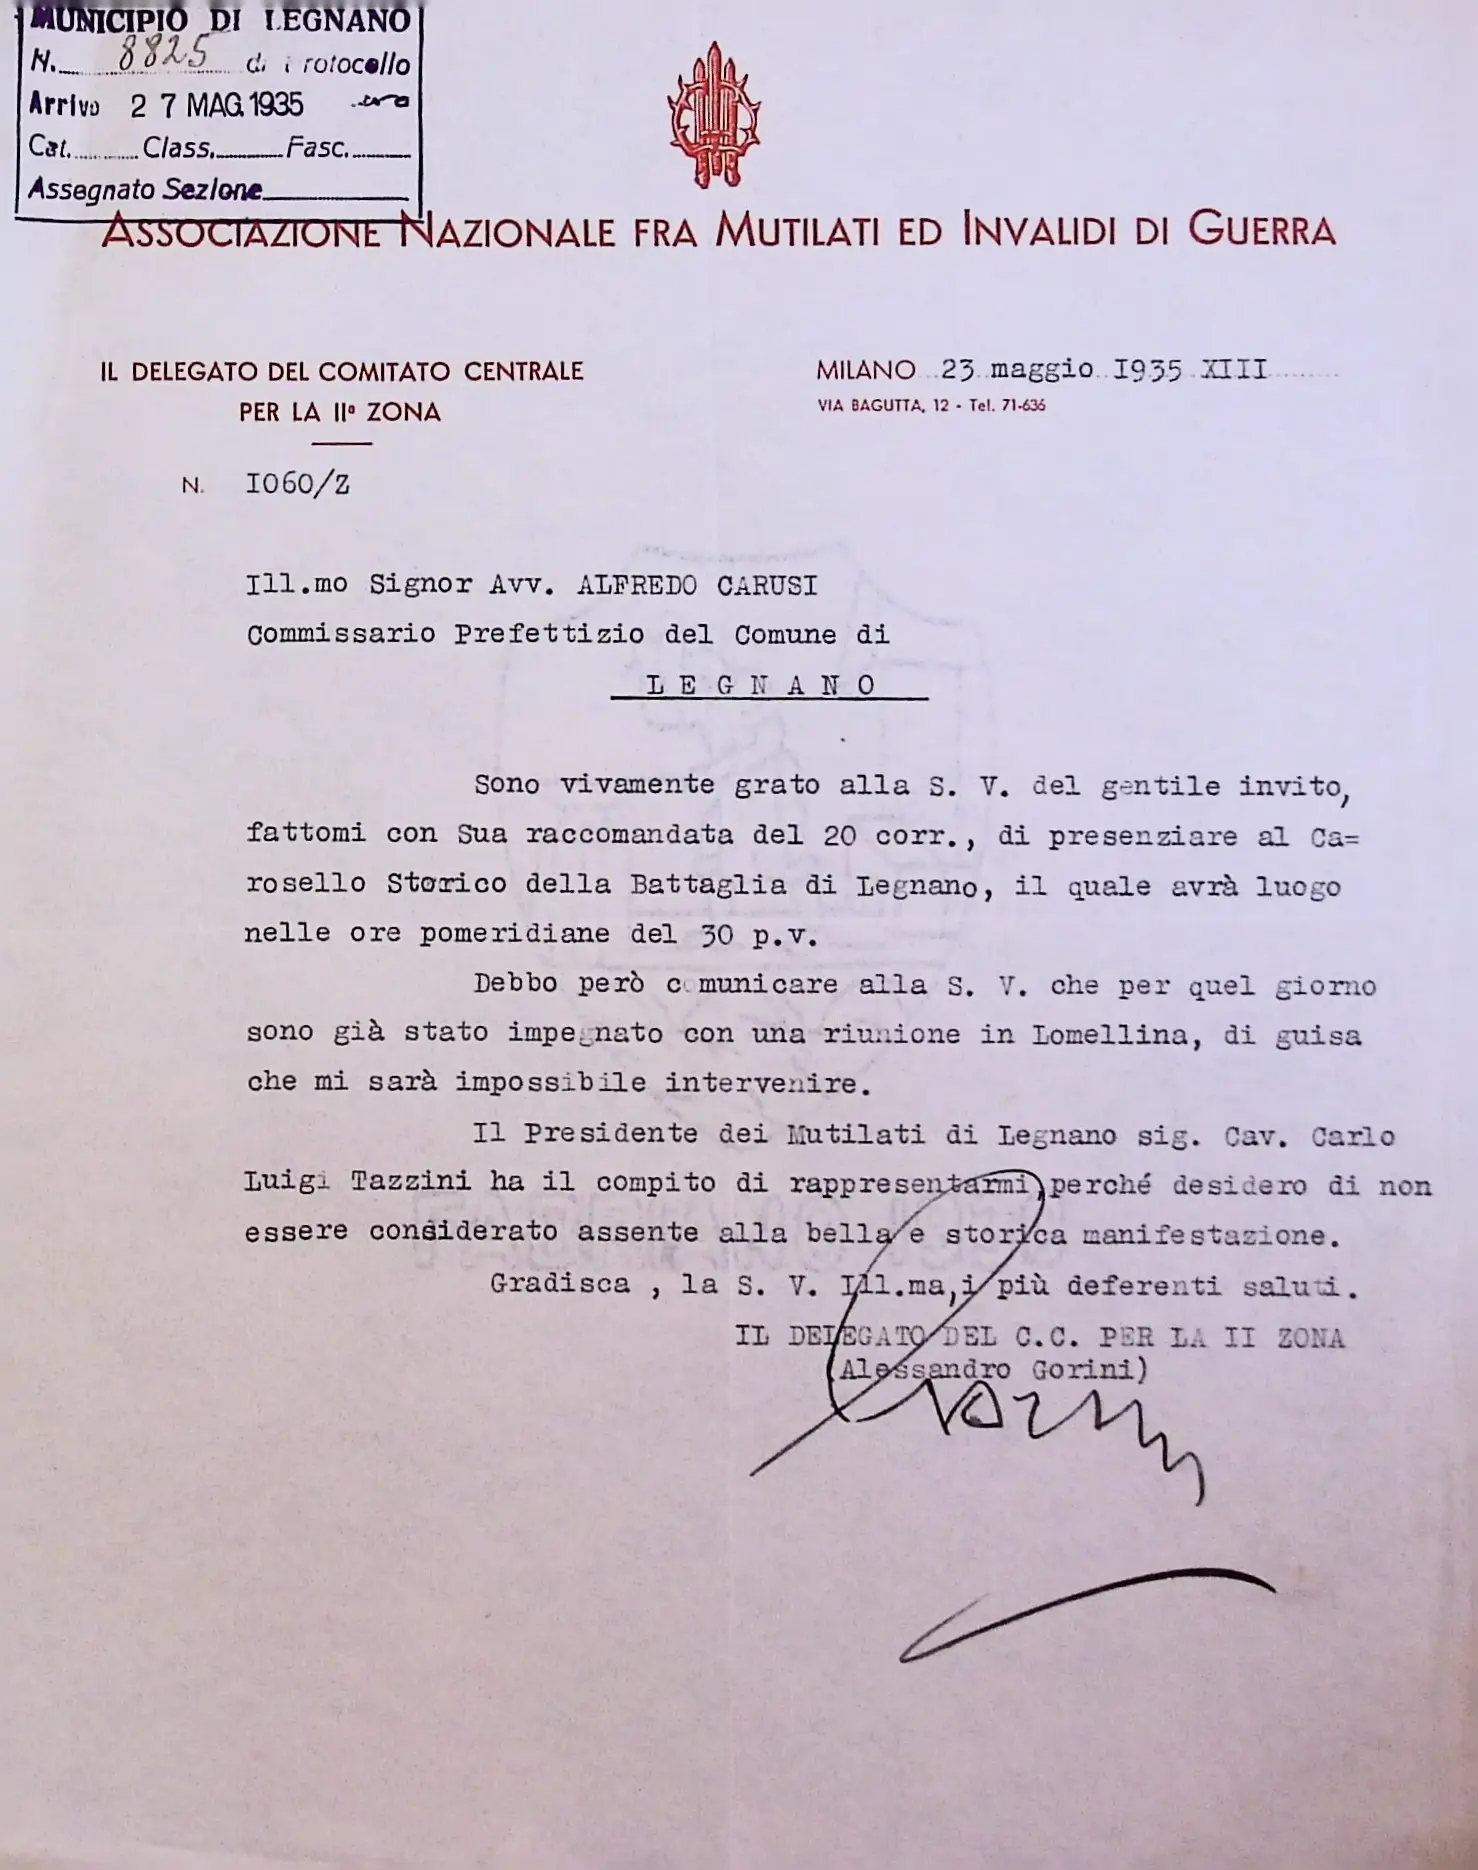 MUNICIPIO DI LEGNANO
N. 8825 di Protocollo
Arrivo 27 MAG. 1935
Cat. Class. Fasc.
Assegnato Sezione
ASSOCIAZIONE NAZIONALE FRA MUTILATI ED INVALIDI DI GUERRA
IL DELEGATO DEL COMITATO CENTRALE
PER LA IIª ZONA
MILANO 23 maggio 1935 XIII
VIA BAGUTTA, 12 - Tel. 71-636
N. 1060/Z
Ill.mo Signor Avv. ALFREDO CARUSI
Commissario Prefettizio del Comune di
L E G N A N O
Sono vivamente grato alla S. V. del gentile invito,
fattomi con Sua raccomandata del 20 corr., di presenziare al Ca=
rosello Storico della Battaglia di Legnano, il quale avrà luogo
nelle ore pomeridiane del 30 p.v.
Debbo però comunicare alla S. V. che per quel giorno
sono già stato impegnato con una riunione in Lomellina, di guisa
che mi sarà impossibile intervenire.
Il Presidente dei Mutilati di Legnano sig. Cav. Carlo
Luigi Tazzini ha il compito di rappresentarmi, perché desidero di non
essere considerato assente alla bella e storica manifestazione.
Gradisca , la S. V. Ill.ma, i più deferenti saluti.
IL DELEGATO DEL C.C. PER LA II ZONA
(Alessandro Gorini)